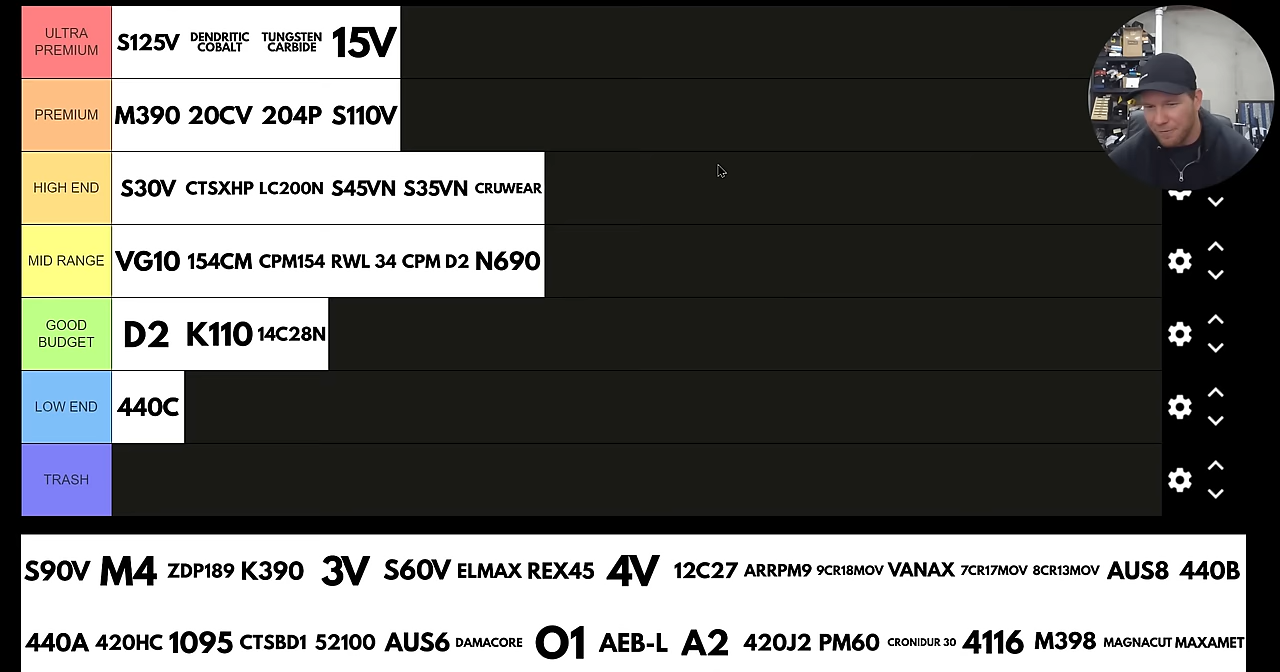 ULTRA
PREMIUM
S125V DENDRITIC COBALT TUNGSTEN CARBIDE 15V
PREMIUM
M390 20CV 204P S110V
HIGH END
S30V CTSXHP LC200N S45VN S35VN CRUWEAR
MID RANGE
VG10 154CM CPM154 RWL 34 CPM D2 N690
GOOD
BUDGET
D2 K110 14C28N
LOW END
440C
TRASH
S90V M4 ZDP189 K390 3V S60V ELMAX REX45 4V 12C27 ARRPM9 9CR18MOV VANAX 7CR17MOV 8CR13MOV AUS8 440B
440A 420HC 1095 CTSBD1 52100 AUS6 DAMACORE O1 AEB-L A2 420J2 PM60 CRONIDUR 30 4116 M398 MAGNACUT MAXAMET